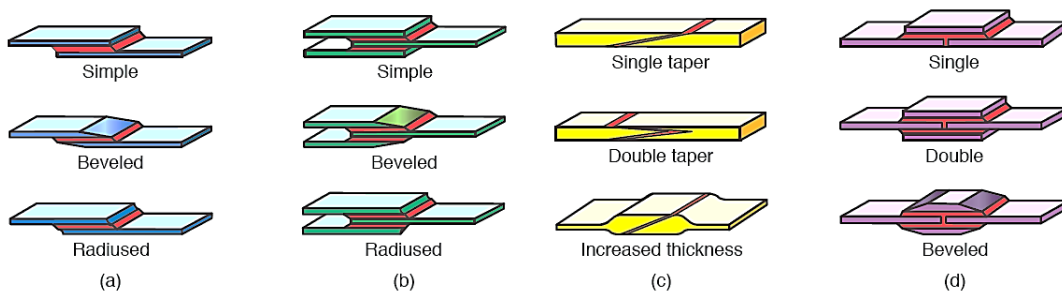 Simple
Simple
Single taper
Single
Beveled
Beveled
Double taper
Double
Radiused
Radiused
Increased thickness
Beveled
(a)
(b)
(c)
(d)